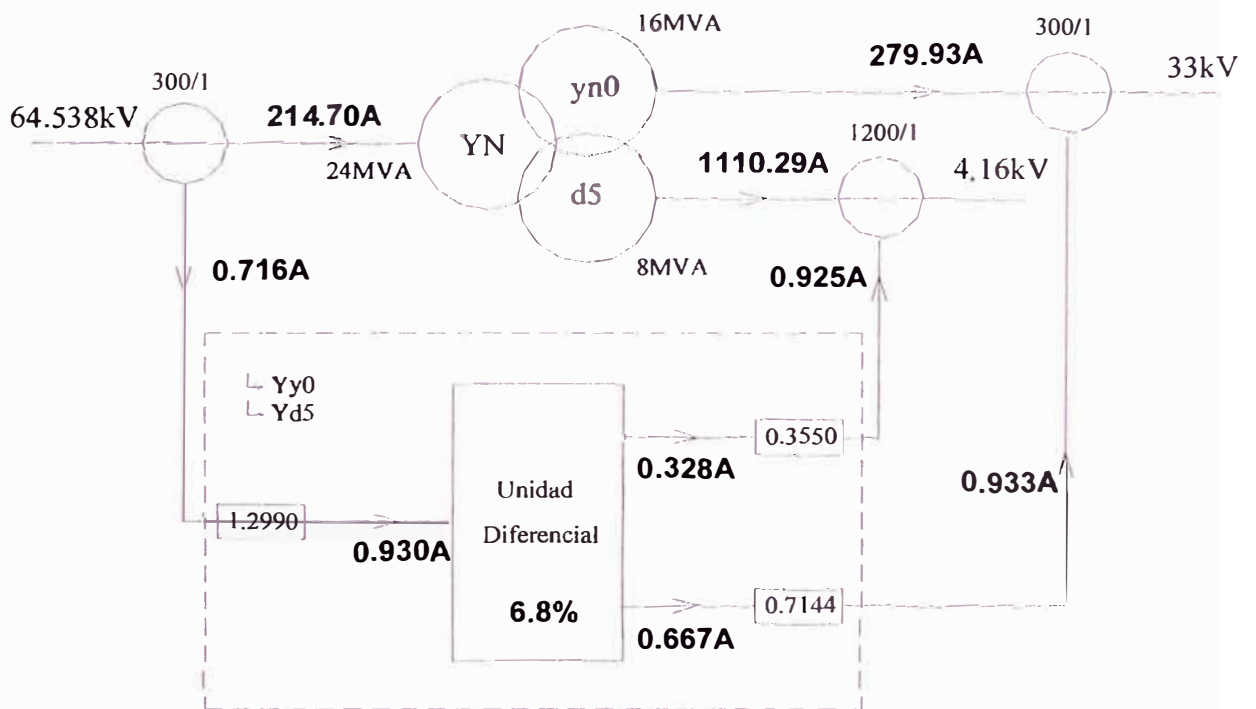 16MVA
300/1
279.93A
33kV
300/1
64.538kV
214.70A
yn0
YN
24MVA
1200/1
1110.29A
4.16kV
d5
8MVA
0.716A
0.925A
Yy0
Yd5
0.3550
0.328A
0.933A
Unidad
Diferencial
1.2990
0.930A
6.8%
0.7144
0.667A